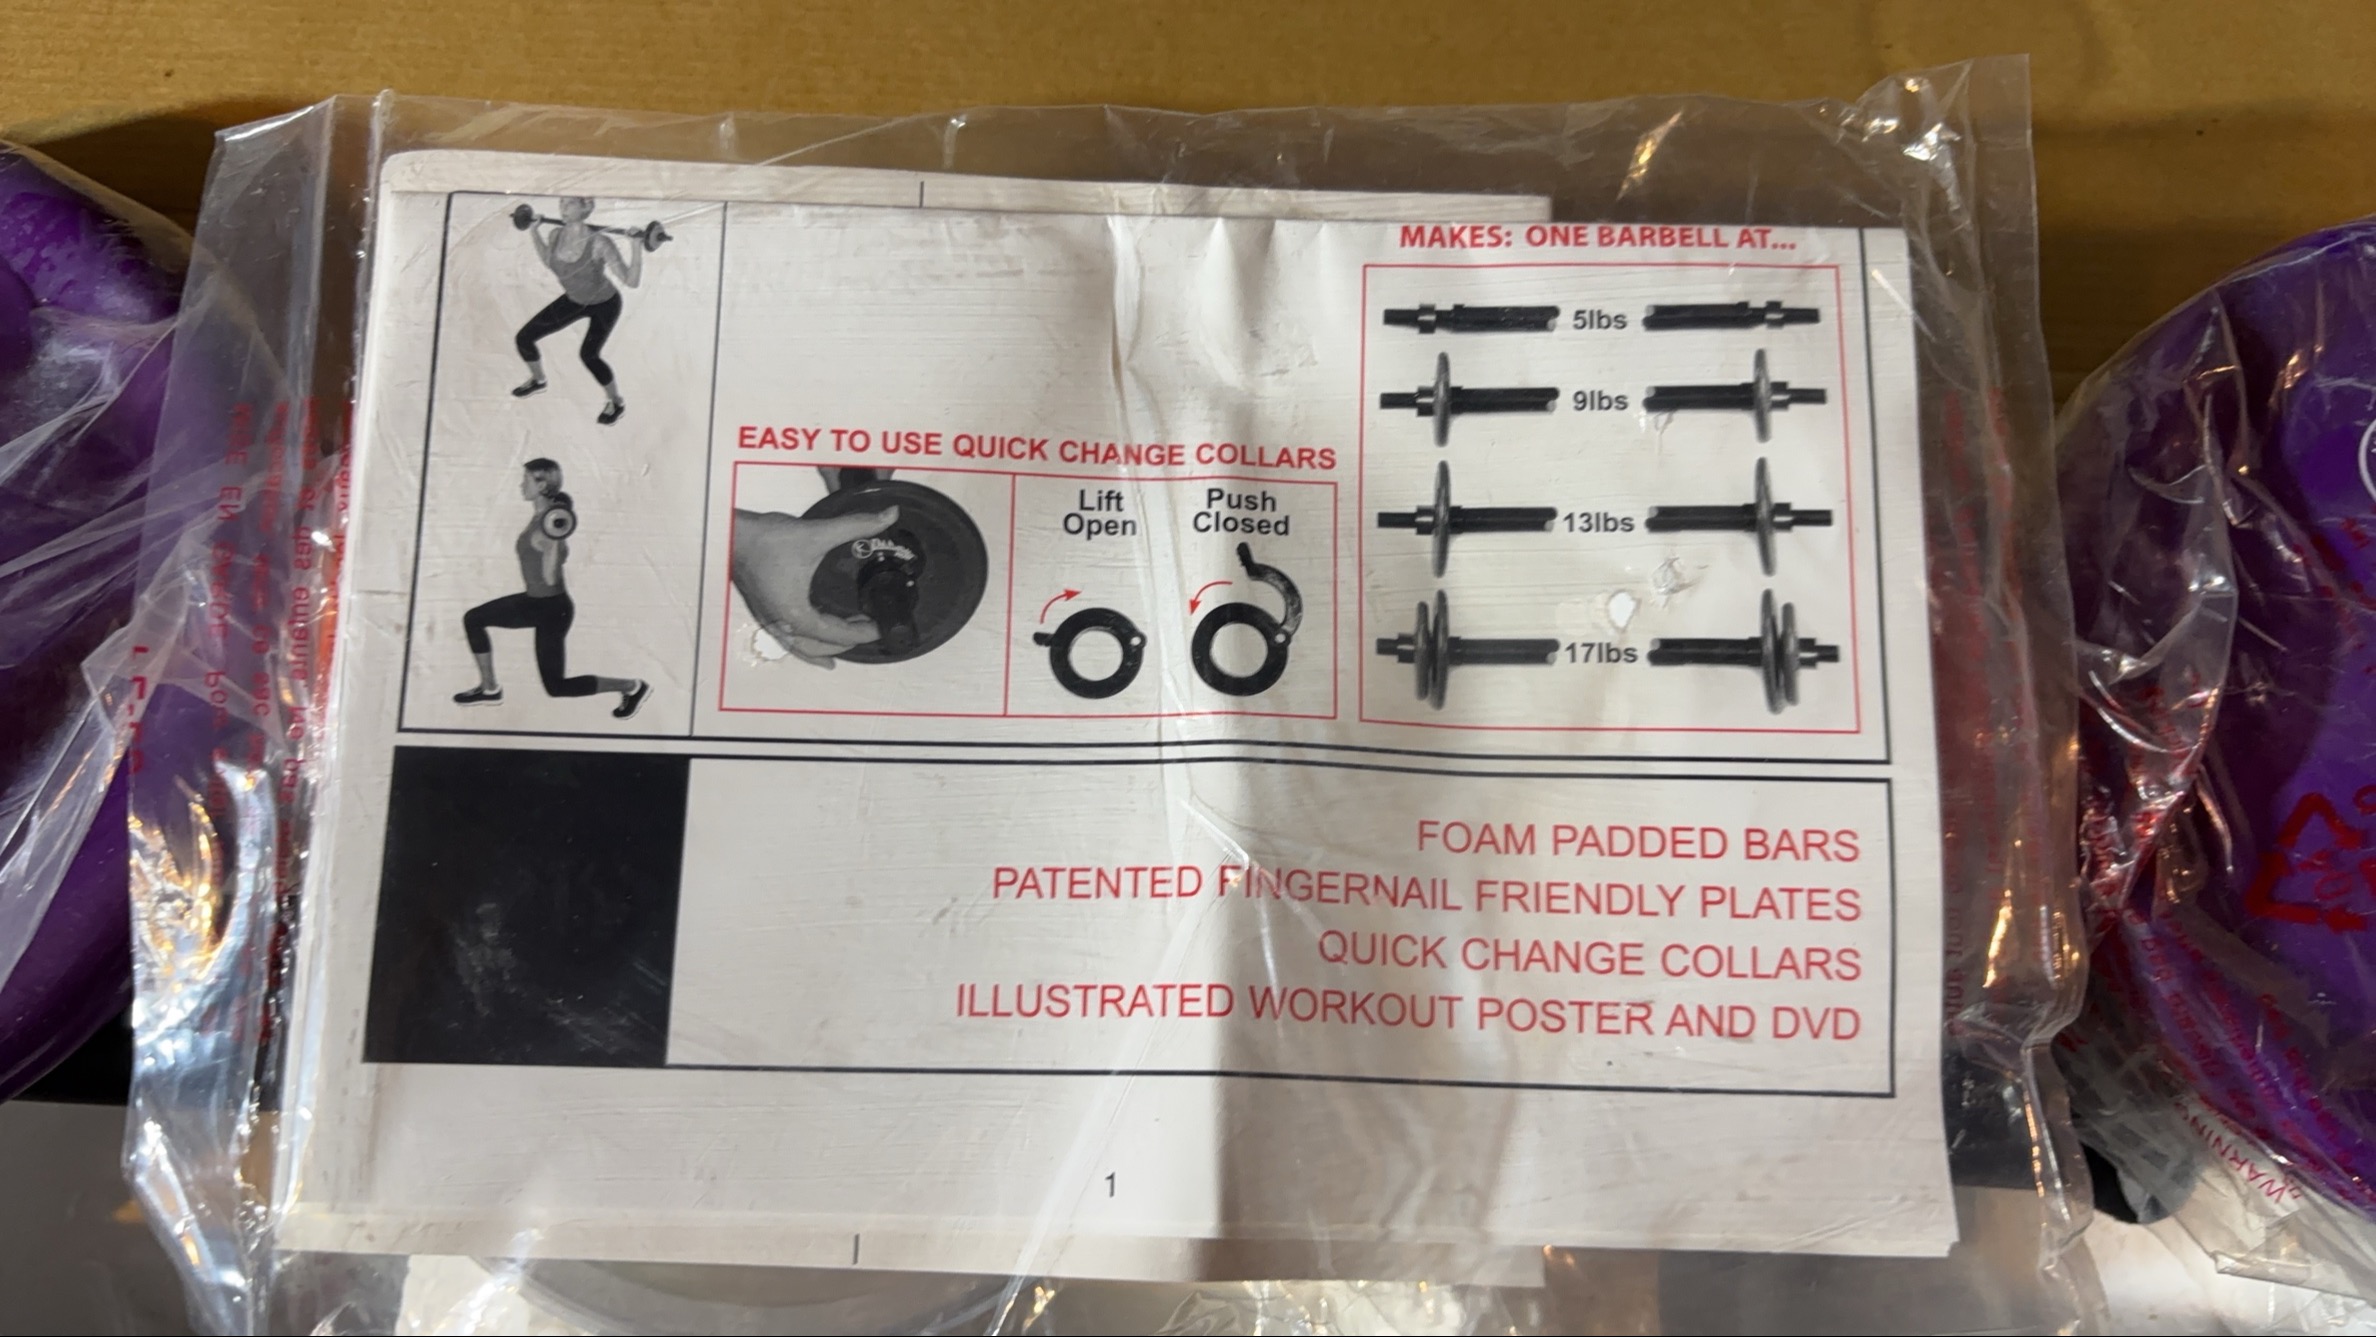 MAKES: ONE BARBELL AT...
5lbs
9lbs
13lbs
17lbs
EASY TO USE QUICK CHANGE COLLARS
Lift
Open
Push
Closed
FOAM PADDED BARS
PATENTED FINGERNAIL FRIENDLY PLATES
QUICK CHANGE COLLARS
ILLUSTRATED WORKOUT POSTER AND DVD
1
WARNING